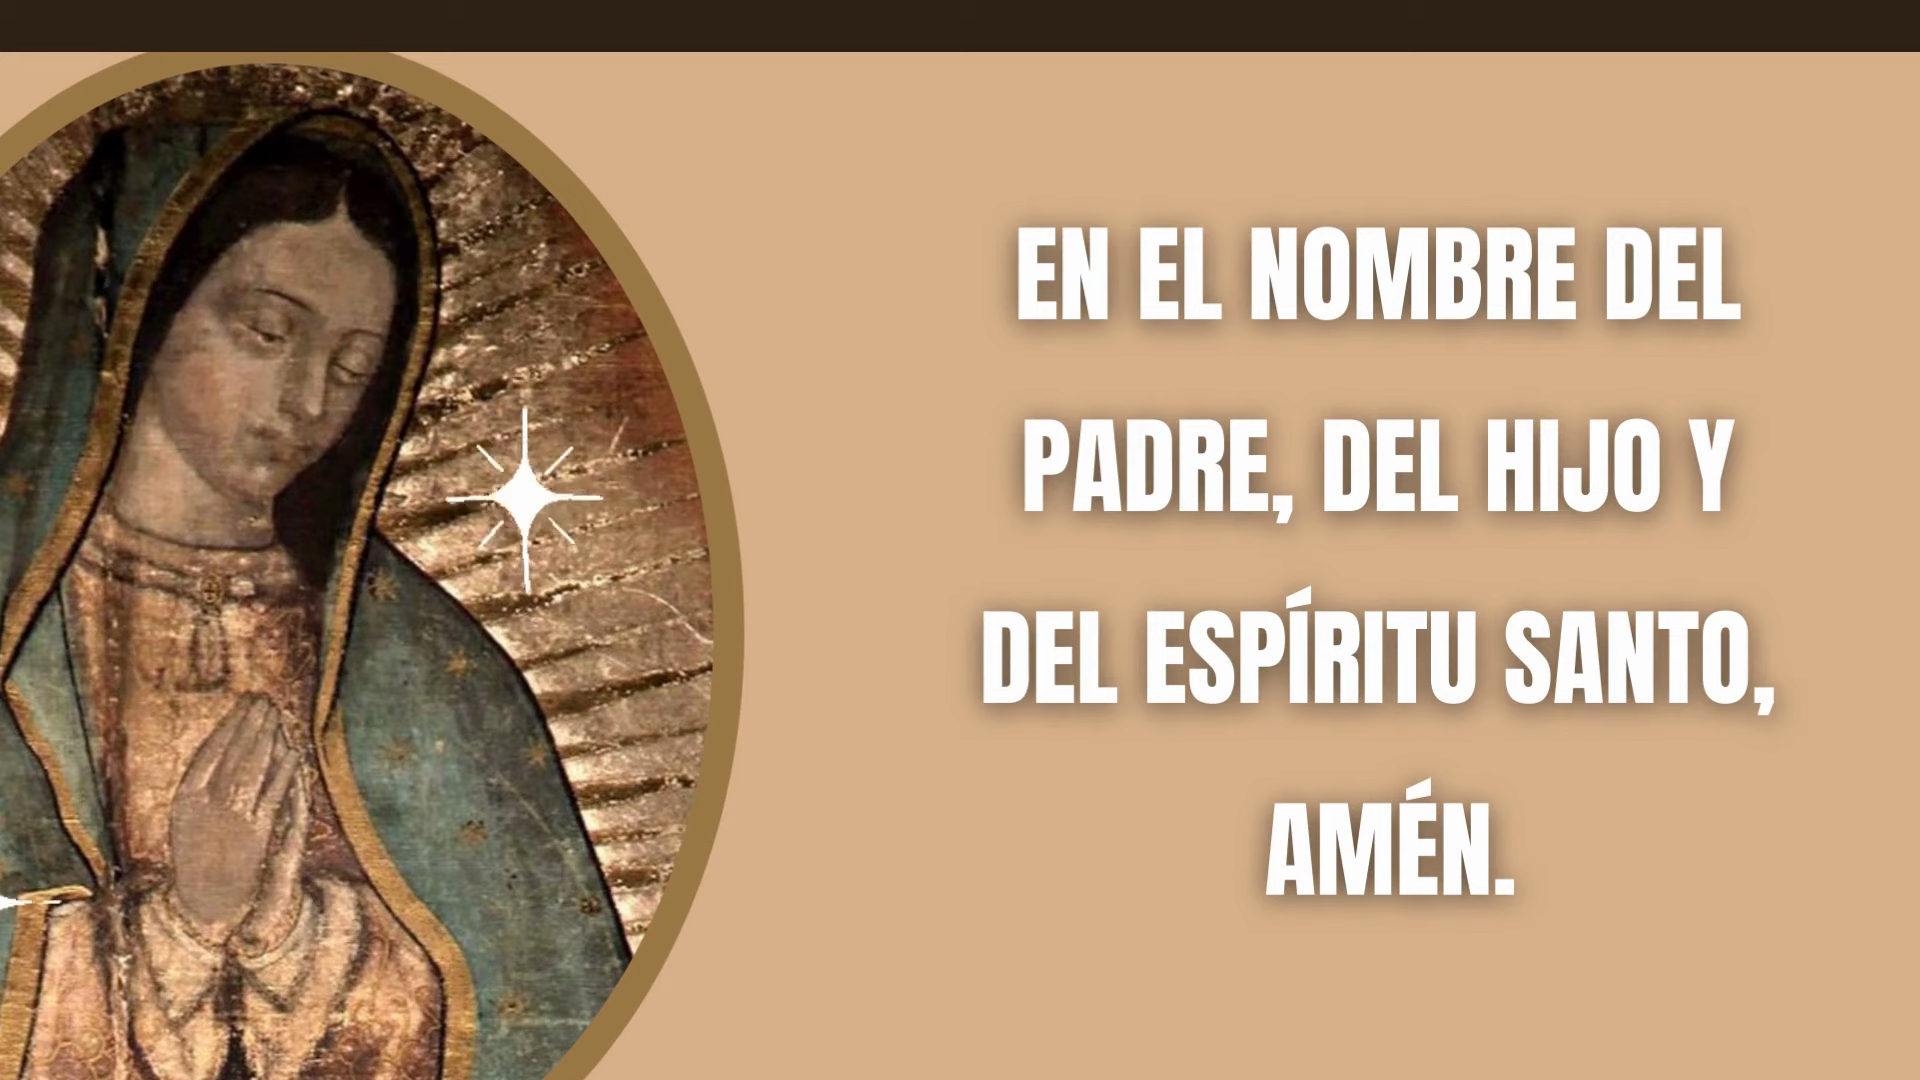 EN EL NOMBRE DEL
PADRE, DEL HIJO Y
DEL ESPÍRITU SANTO,
AMÉN.